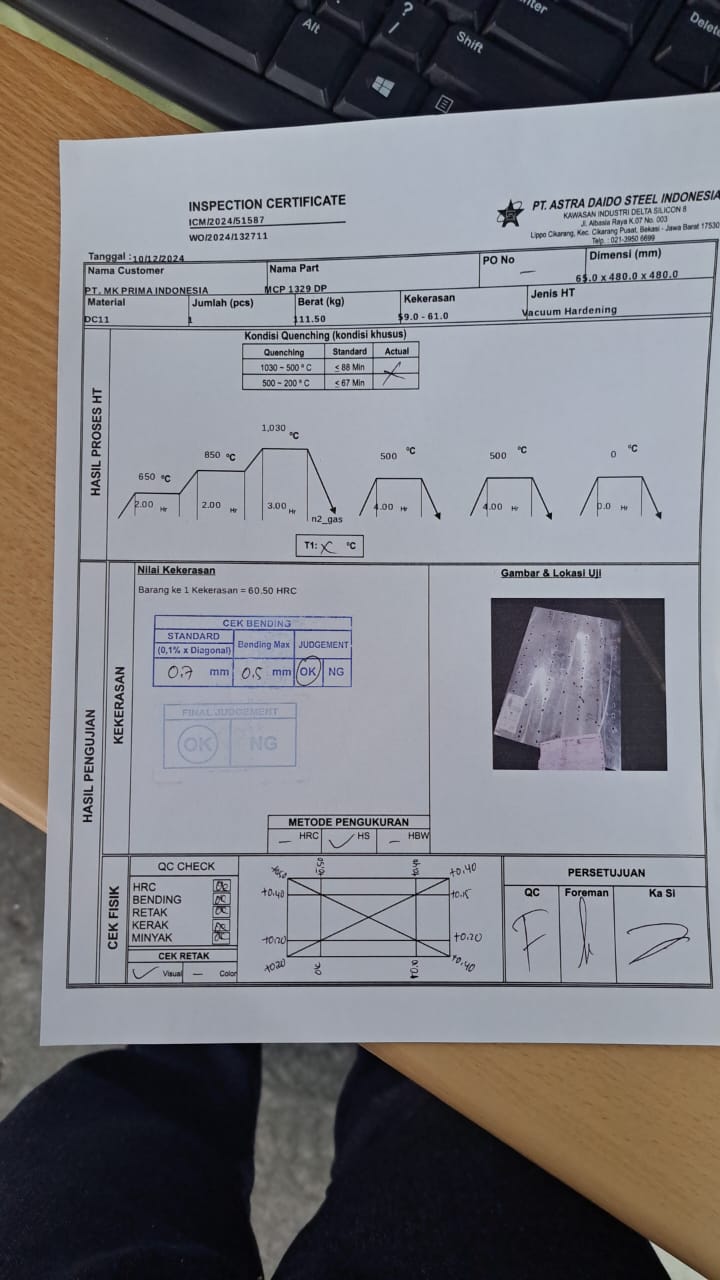 Alt
?
/
Shift
Enter
Delete
INSPECTION CERTIFICATE
ICM/2024/51587
WO/2024/132711
PT. ASTRA DAIDO STEEL INDONESIA
KAWASAN INDUSTRI DELTA SILICON 8
Jl. Albasia Raya K.07 No. 003
Lippo Cikarang, Kec. Cikarang Pusat, Bekasi - Jawa Barat 17530
Telp. : 021-3950 6699
Tanggal : 10/12/2024
Nama Customer Nama Part PO No Dimensi (mm)
PT. MK PRIMA INDONESIA MCP 1329 DP — 65.0 x 480.0 x 480.0
Material Jumlah (pcs) Berat (kg) Kekerasan Jenis HT
DC11 1 111.50 59.0 - 61.0 Vacuum Hardening
HASIL PROSES HT
Kondisi Quenching (kondisi khusus)
Quenching Standard Actual
1030 ~ 500 °C ≤ 88 Min
500 ~ 200 °C ≤ 67 Min
650 °C 850 °C 1,030 °C 500 °C 500 °C 0 °C
2.00 Hr 2.00 Hr 3.00 Hr 4.00 Hr 4.00 Hr 0.0 Hr
n2_gas
T1: X °C
HASIL PENGUJIAN
KEKERASAN
Nilai Kekerasan
Barang ke 1 Kekerasan = 60.50 HRC
Gambar & Lokasi Uji
CEK BENDING
STANDARD Bending Max JUDGEMENT
(0,1% x Diagonal)
0.7 mm 0.5 mm OK NG
FINAL JUDGEMENT
OK NG
METODE PENGUKURAN
— HRC ✓ HS — HBW
CEK FISIK
QC CHECK
HRC OK
BENDING OK
RETAK OK
KERAK OK
MINYAK OK
CEK RETAK
✓ Visual — Color
+0.50 +0.40
+0.40 +0.15
+0.20 +0.20
+0.20 OK +0.10 +0.40
PERSETUJUAN
QC Foreman Ka Si